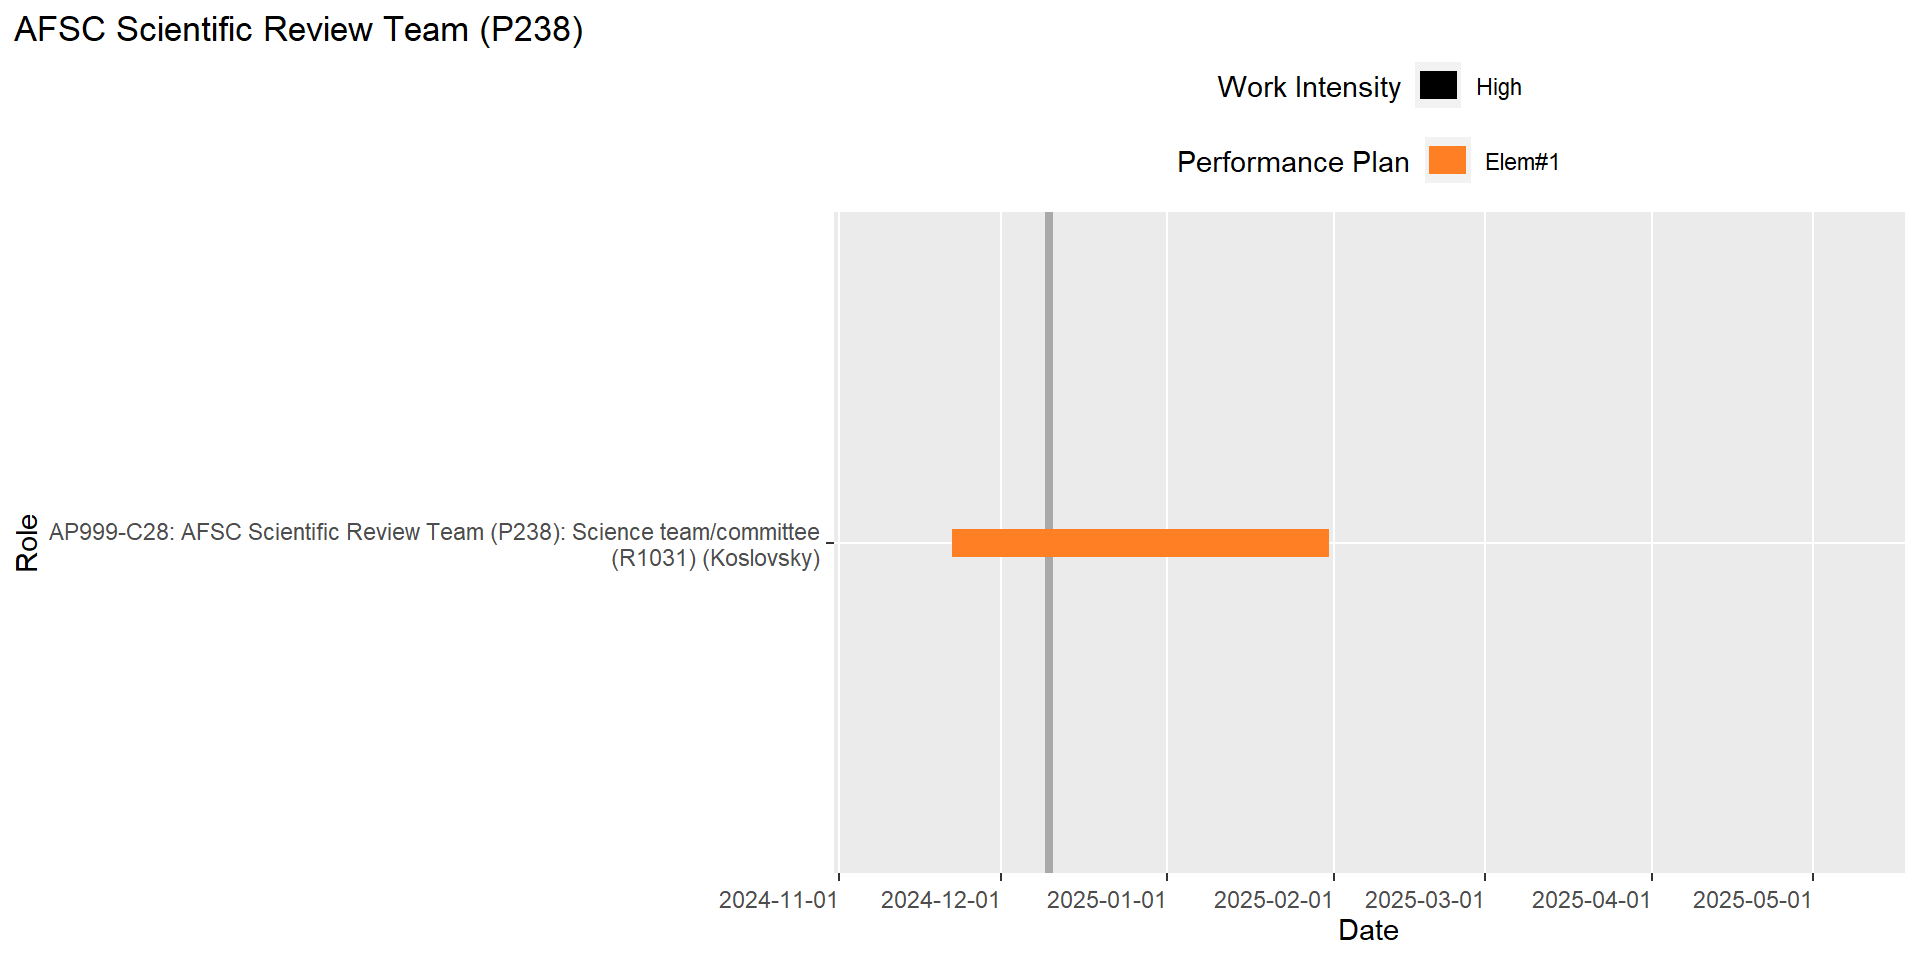 AFSC Scientific Review Team (P238)
Work Intensity High
Performance Plan Elem#1
Role
AP999-C28: AFSC Scientific Review Team (P238): Science team/committee
(R1031) (Koslovsky)
2024-11-01 2024-12-01 2025-01-01 2025-02-01 2025-03-01 2025-04-01 2025-05-01
Date